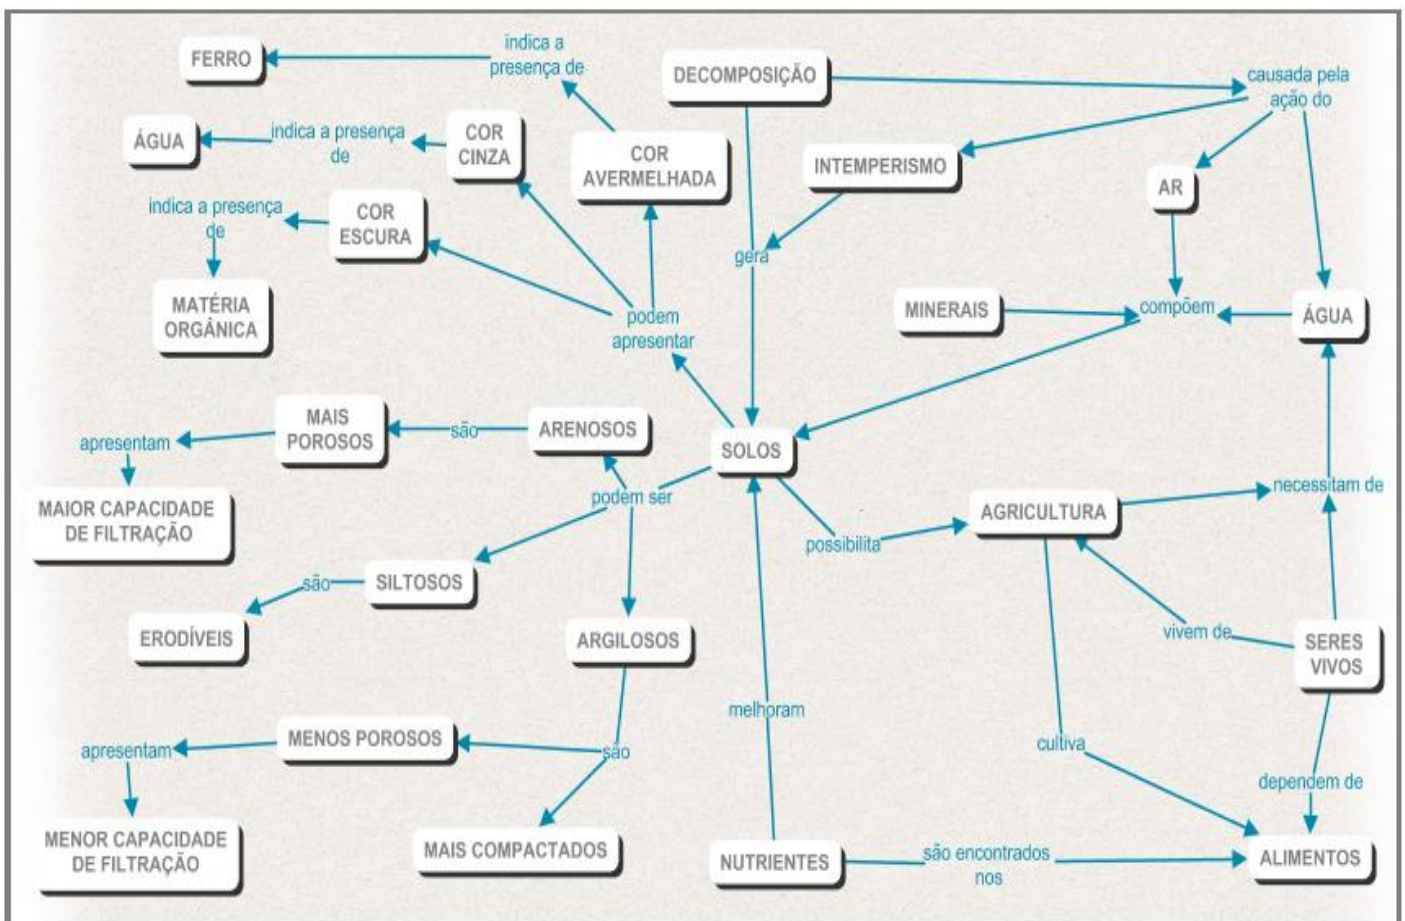 FERRO
indica a
presença de
DECOMPOSIÇÃO
causada pela
ação do
ÁGUA
indica a presença
de
COR
CINZA
COR
AVERMELHADA
INTEMPERISMO
AR
indica a presença
de
COR
ESCURA
gera
MATÉRIA
ORGÂNICA
podem
apresentar
MINERAIS
compõem
ÁGUA
MAIS
POROSOS
são
ARENOSOS
apresentam
SOLOS
MAIOR CAPACIDADE
DE FILTRAÇÃO
podem ser
AGRICULTURA
necessitam de
possibilita
são
SILTOSOS
ERODÍVEIS
ARGILOSOS
vivem de
SERES
VIVOS
melhoram
MENOS POROSOS
apresentam
são
cultiva
dependem de
MENOR CAPACIDADE
DE FILTRAÇÃO
MAIS COMPACTADOS
NUTRIENTES
são encontrados
nos
ALIMENTOS